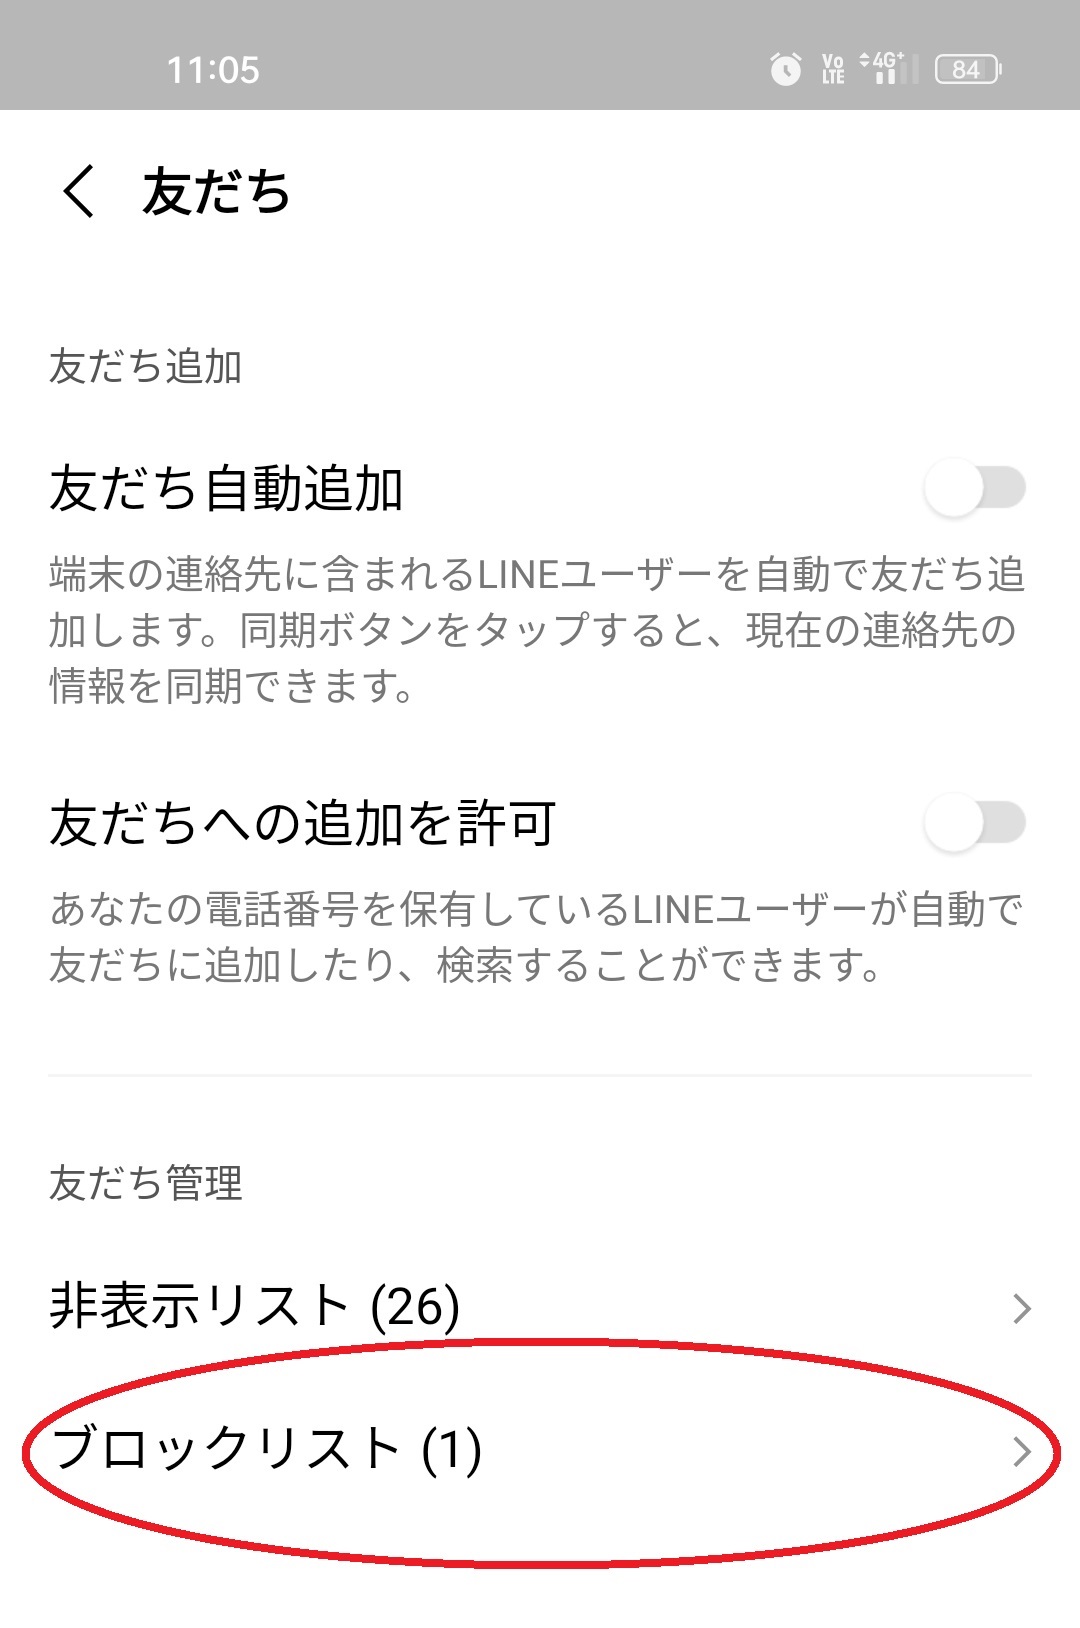 11:05
Vo LTE 4G+ 84
友だち
友だち追加
友だち自動追加
端末の連絡先に含まれるLINEユーザーを自動で友だち追
加します。同期ボタンをタップすると、現在の連絡先の
情報を同期できます。
友だちへの追加を許可
あなたの電話番号を保有しているLINEユーザーが自動で
友だちに追加したり、検索することができます。
友だち管理
非表示リスト (26)
ブロックリスト (1)